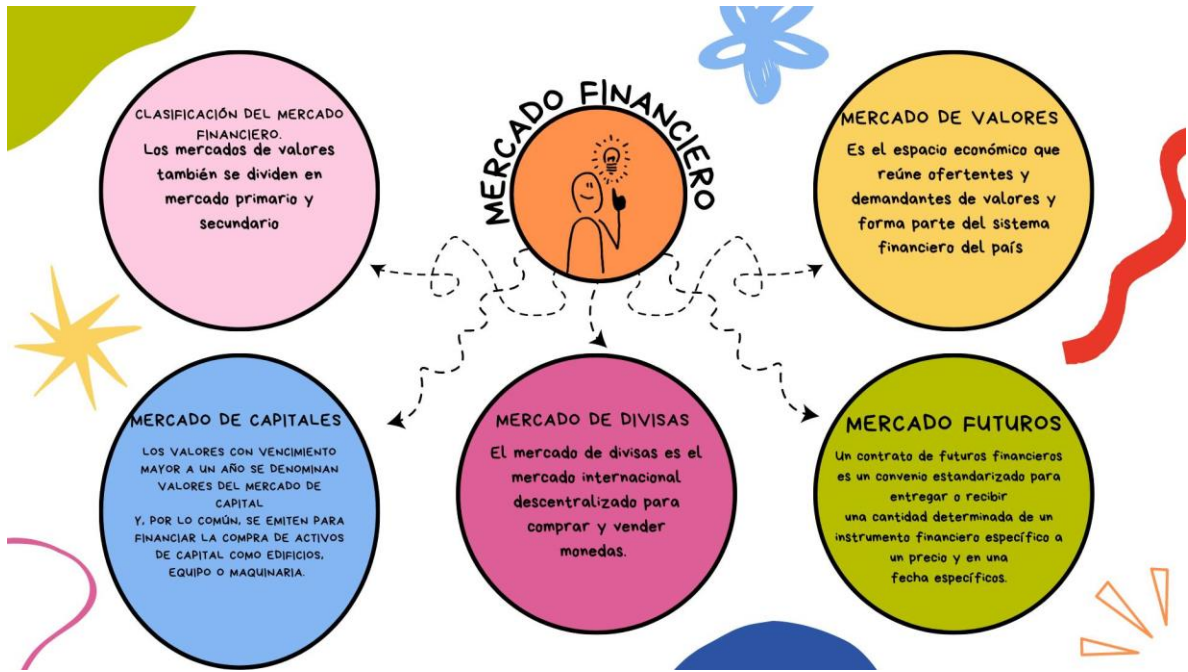 MERCADO FINANCIERO
CLASIFICACIÓN DEL MERCADO
FINANCIERO.
Los mercados de valores
también se dividen en
mercado primario y
secundario
MERCADO DE VALORES
Es el espacio económico que
reúne ofertentes y
demandantes de valores y
forma parte del sistema
financiero del país
MERCADO DE CAPITALES
LOS VALORES CON VENCIMIENTO
MAYOR A UN AÑO SE DENOMINAN
VALORES DEL MERCADO DE
CAPITAL
Y, POR LO COMÚN, SE EMITEN PARA
FINANCIAR LA COMPRA DE ACTIVOS
DE CAPITAL COMO EDIFICIOS,
EQUIPO O MAQUINARIA.
MERCADO DE DIVISAS
El mercado de divisas es el
mercado internacional
descentralizado para
comprar y vender
monedas.
MERCADO FUTUROS
Un contrato de futuros financieros
es un convenio estandarizado para
entregar o recibir
una cantidad determinada de un
instrumento financiero específico a
un precio y en una
fecha específicos.